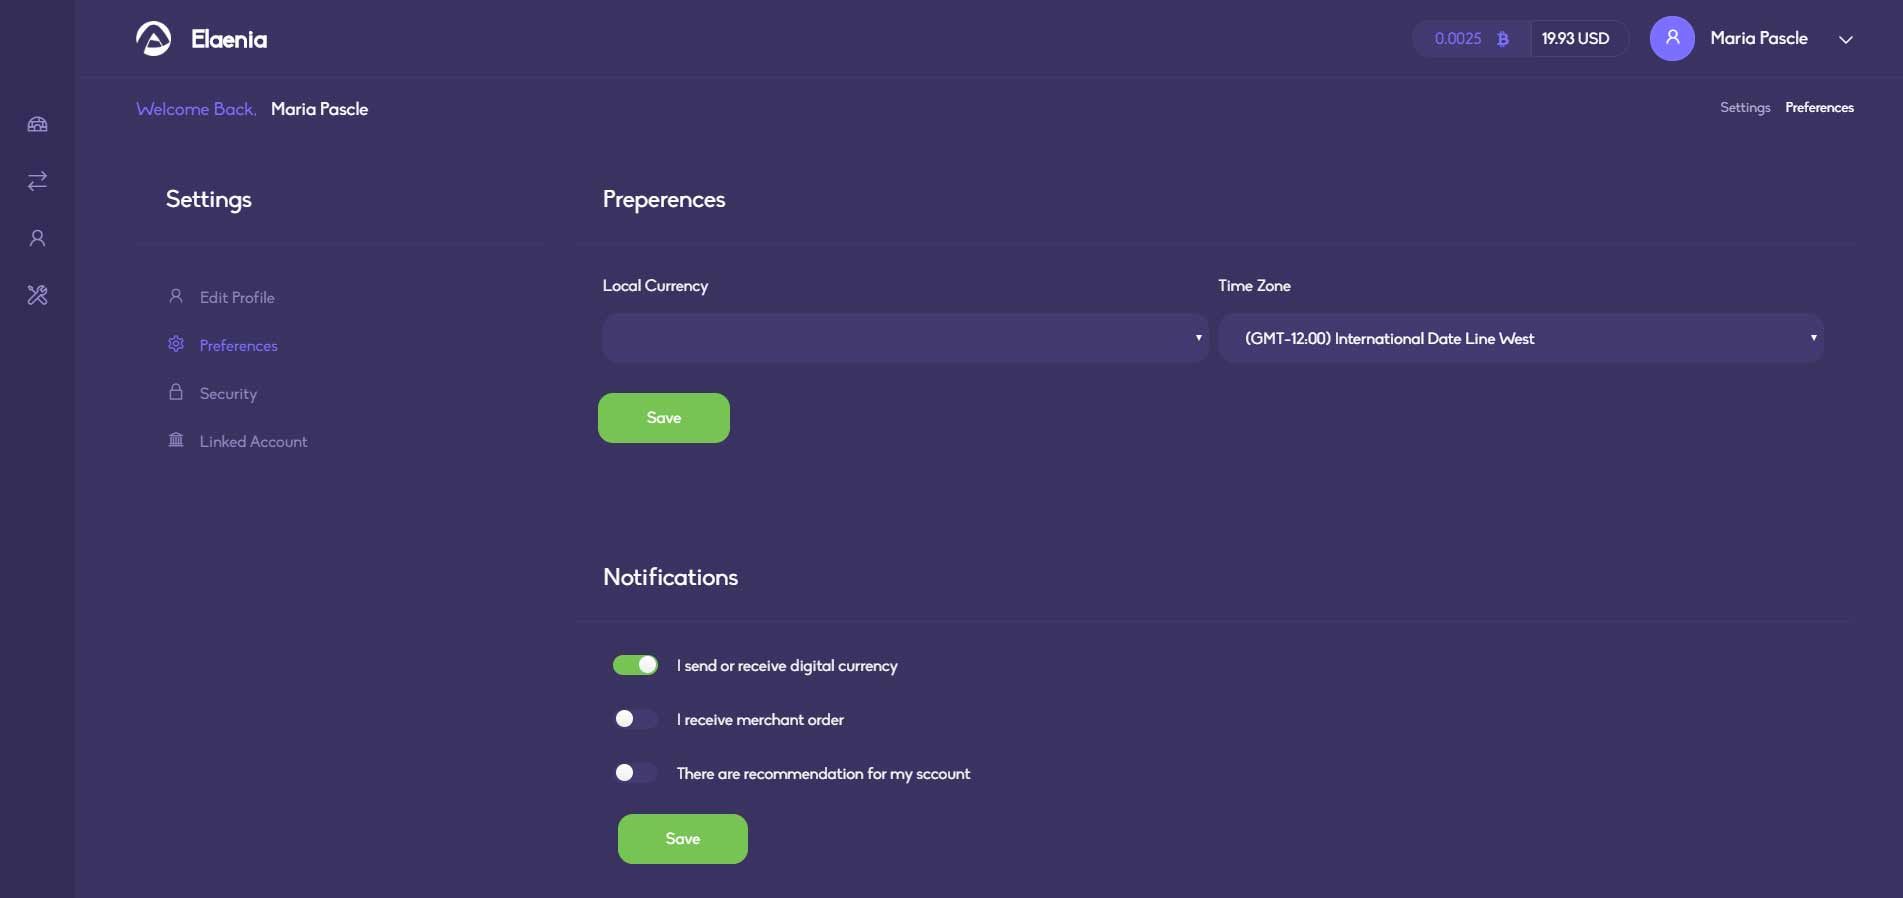 Elaenia
0.0025 19.93 USD
Maria Pascle
Welcome Back, Maria Pascle
Settings Preferences
Settings
Edit Profile
Preferences
Security
Linked Account
Preperences
Local Currency
Time Zone
(GMT-12:00) International Date Line West
Save
Notifications
I send or receive digital currency
I receive merchant order
There are recommendation for my sccount
Save